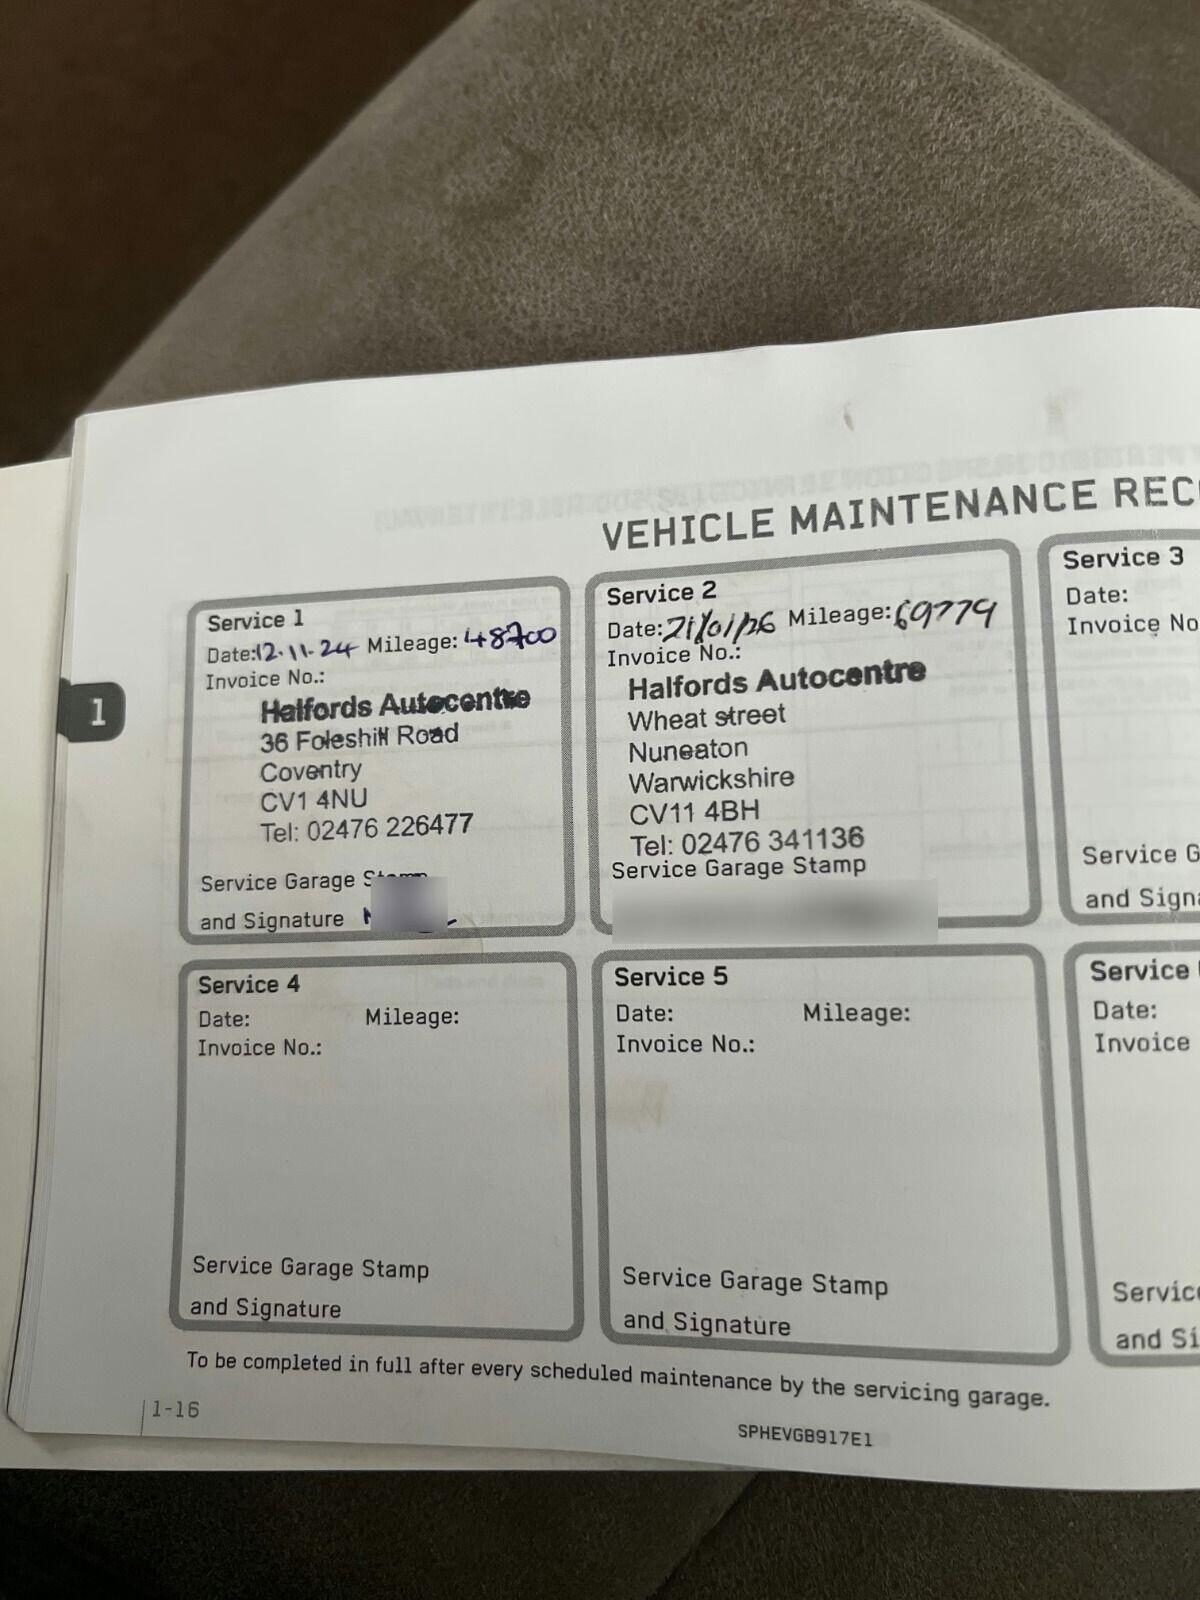 VEHICLE MAINTENANCE REC
Service 1
Date: 12.11.24 Mileage: 48700
Invoice No.:
Halfords Autocentre
36 Foleshill Road
Coventry
CV1 4NU
Tel: 02476 226477
Service Garage Stamp
and Signature
Service 2
Date: 21/01/26 Mileage: 69779
Invoice No.:
Halfords Autocentre
Wheat street
Nuneaton
Warwickshire
CV11 4BH
Tel: 02476 341136
Service Garage Stamp
Service 3
Date:
Invoice No
Service G
and Signa
1
Service 4
Date: Mileage:
Invoice No.:
Service Garage Stamp
and Signature
Service 5
Date: Mileage:
Invoice No.:
Service Garage Stamp
and Signature
Service
Date:
Invoice
Servic
and Si
To be completed in full after every scheduled maintenance by the servicing garage.
1-16
SPHEVGB917E1